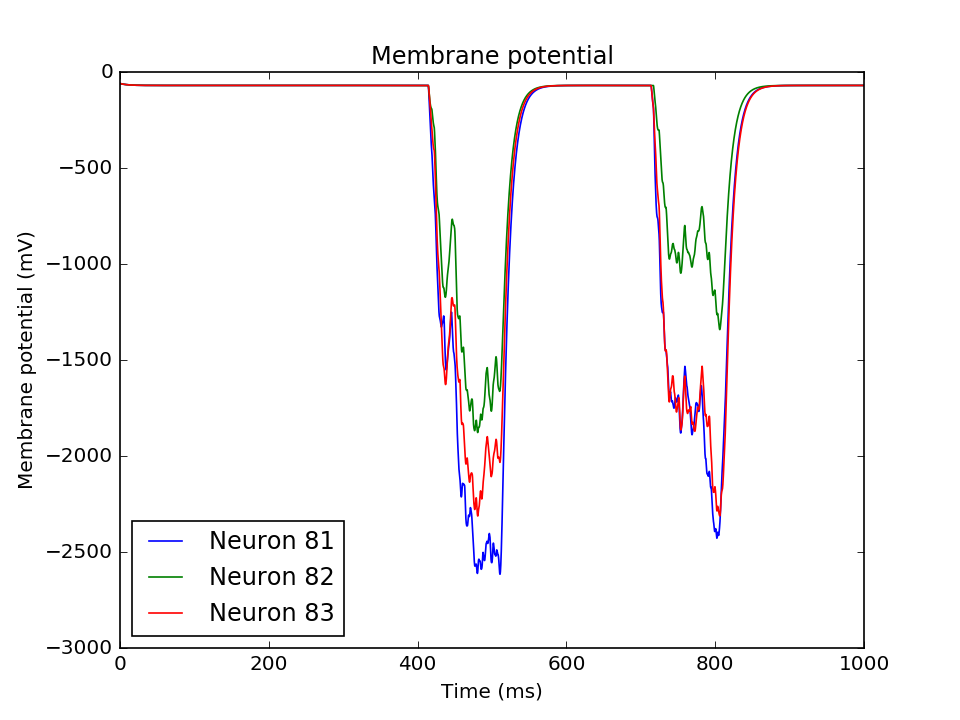 Membrane potential
Membrane potential (mV)
0
−500
−1000
−1500
−2000
−2500
−3000
Neuron 81
Neuron 82
Neuron 83
0 200 400 600 800 1000
Time (ms)